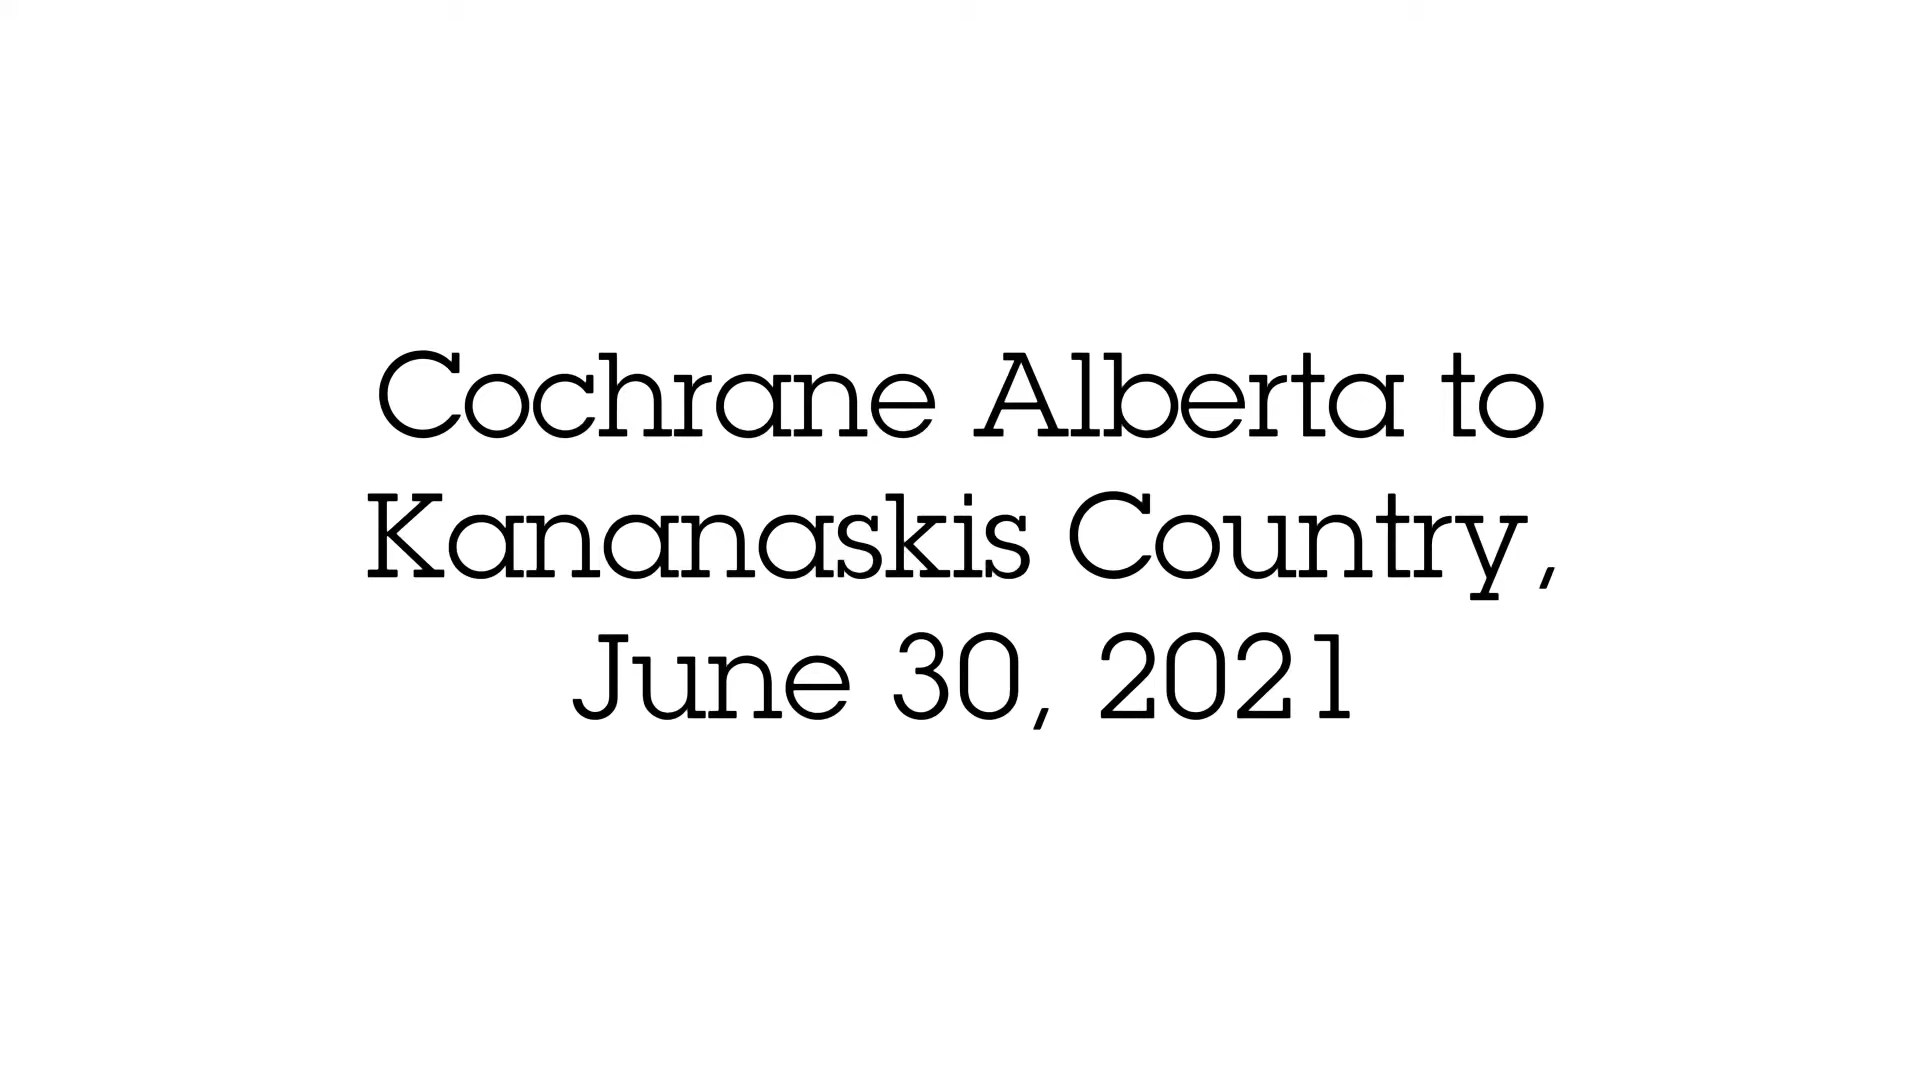 Cochrane Alberta to
Kananaskis Country,
June 30, 2021